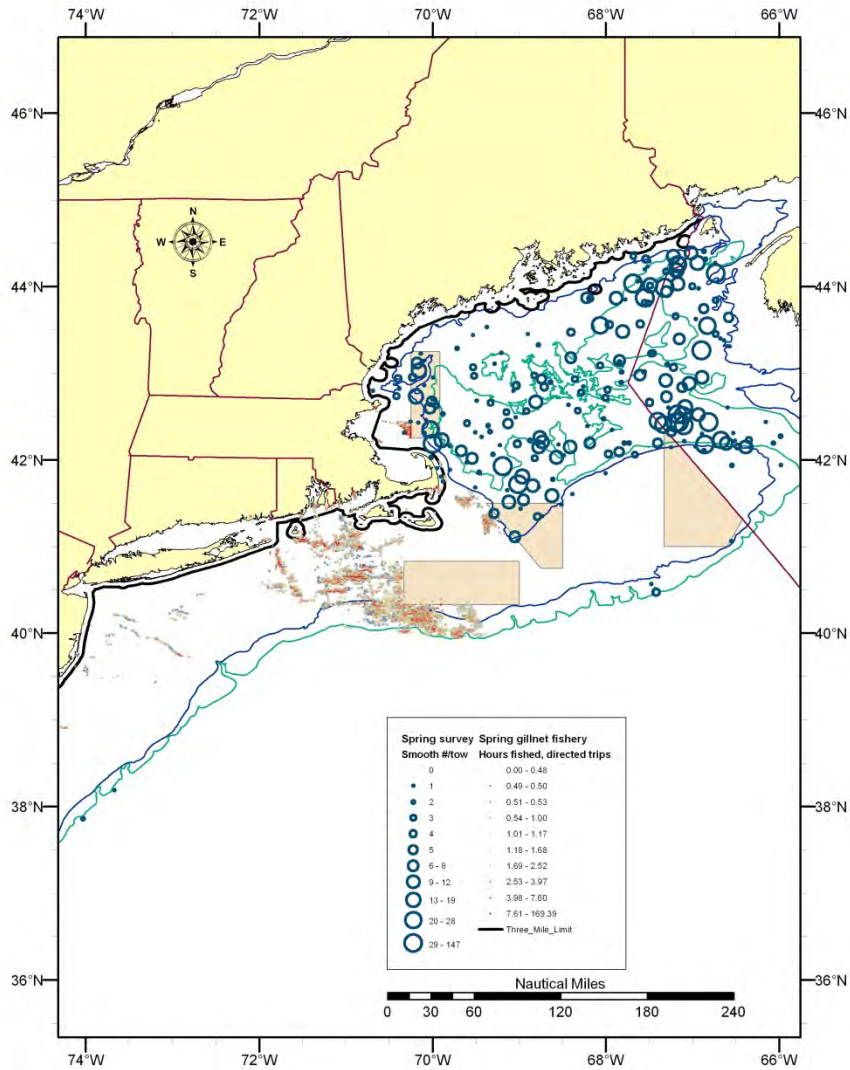 74°W 72°W 70°W 68°W 66°W
46°N 46°N
N
W E
S
44°N 44°N
42°N 42°N
40°N 40°N
Spring survey Spring gillnet fishery
Smooth #/tow Hours fished, directed trips
0 0.00 - 0.48
1 0.49 - 0.50
2 0.51 - 0.53
3 0.54 - 1.00
4 1.01 - 1.17
5 1.18 - 1.68
6 - 8 1.69 - 2.52
9 - 12 2.53 - 3.97
13 - 19 3.98 - 7.60
20 - 28 7.61 - 169.39
Three_Mile_Limit
29 - 147
38°N 38°N
36°N 36°N
Nautical Miles
0 30 60 120 180 240
74°W 72°W 70°W 68°W 66°W